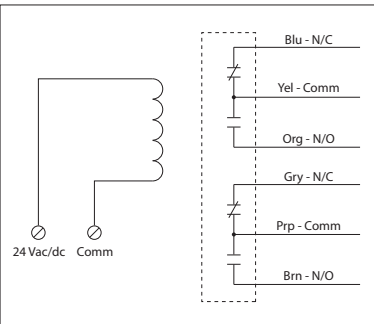 Blu - N/C
Yel - Comm
Org - N/O
Gry - N/C
Prp - Comm
Brn - N/O
24 Vac/dc Comm